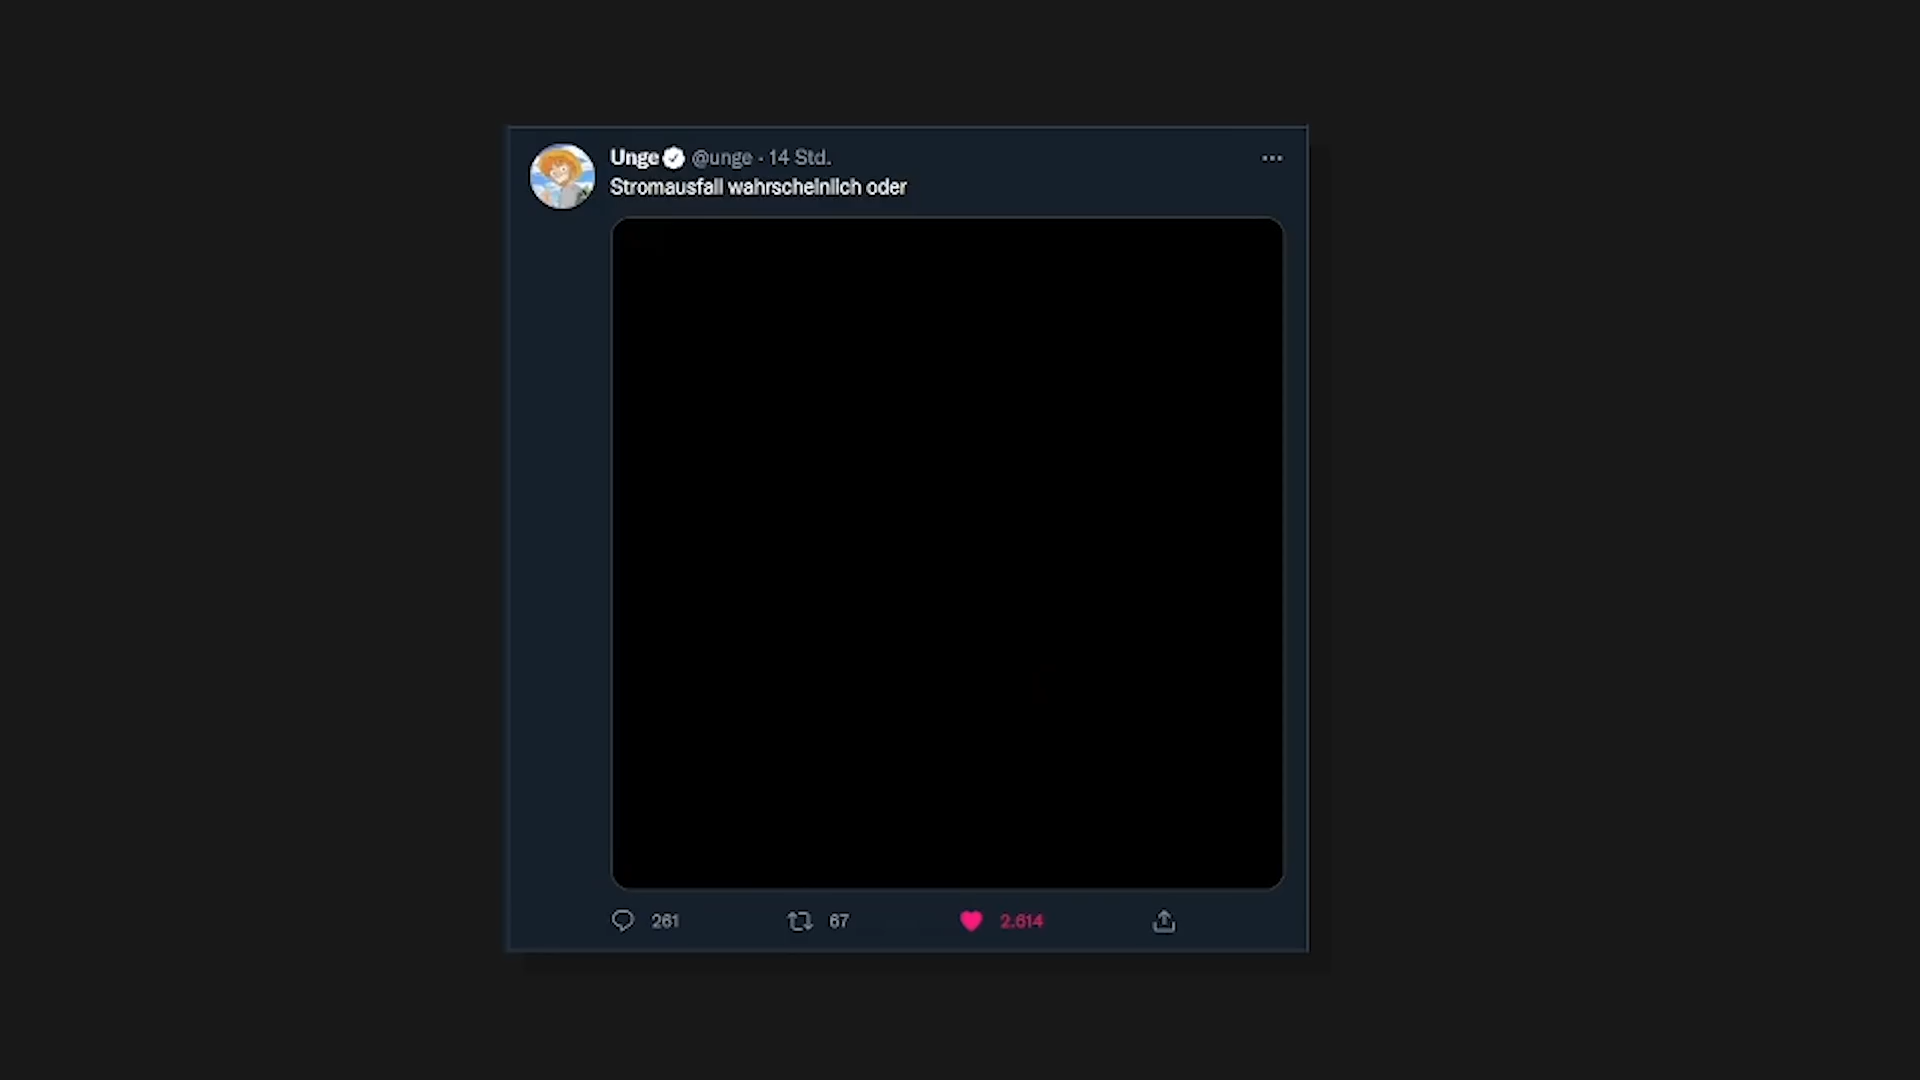 Unge @unge · 14 Std.
Stromausfall wahrscheinlich oder
261 67 2.614